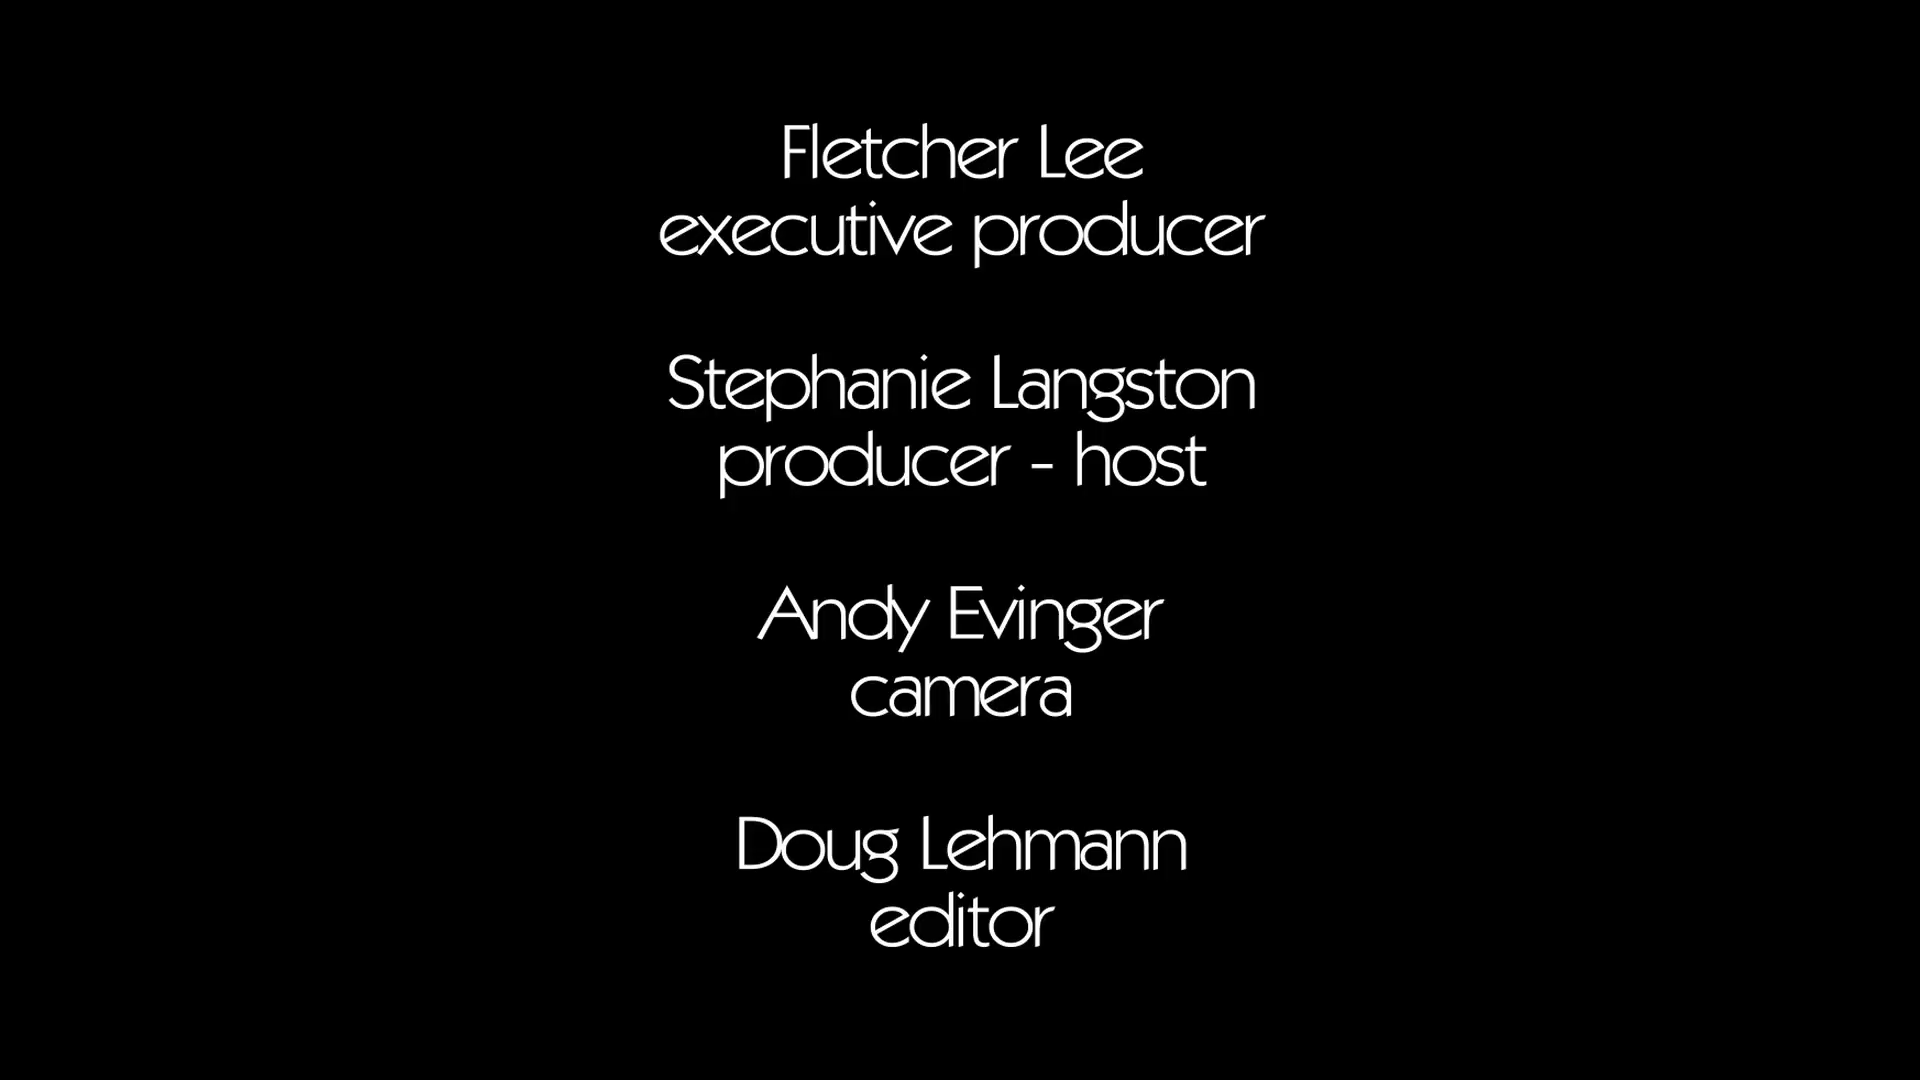 Fletcher Lee
executive producer
Stephanie Langston
producer - host
Andy Evinger
camera
Doug Lehmann
editor